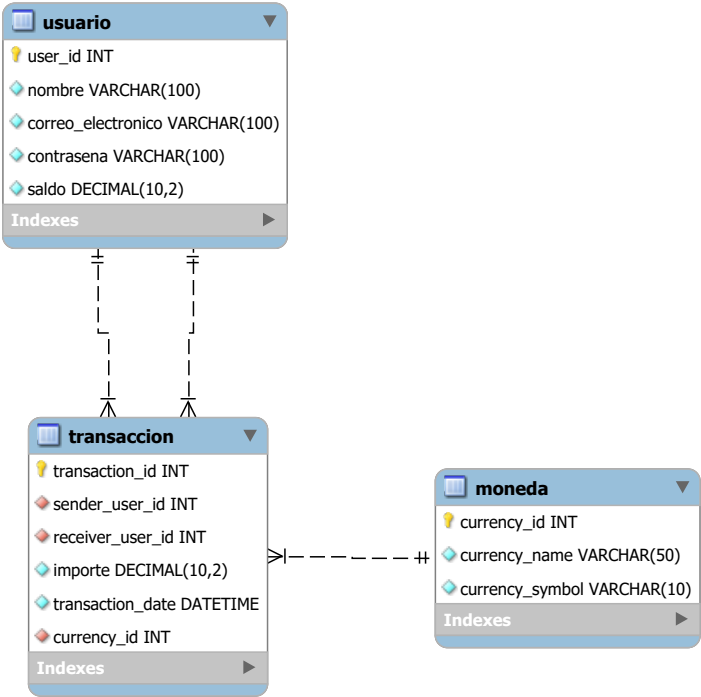 usuario
user_id INT
nombre VARCHAR(100)
correo_electronico VARCHAR(100)
contrasena VARCHAR(100)
saldo DECIMAL(10,2)
Indexes
transaccion
transaction_id INT
sender_user_id INT
receiver_user_id INT
importe DECIMAL(10,2)
transaction_date DATETIME
currency_id INT
Indexes
moneda
currency_id INT
currency_name VARCHAR(50)
currency_symbol VARCHAR(10)
Indexes